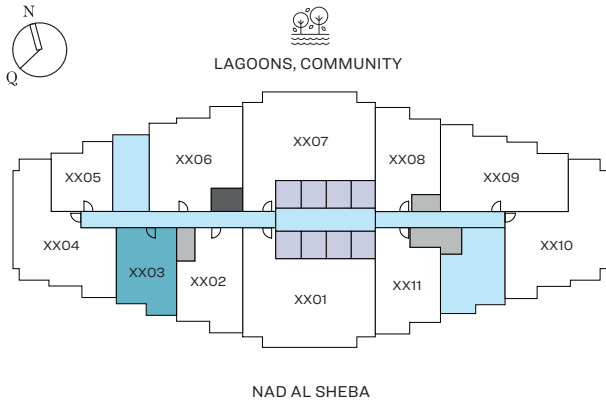 N
Q
LAGOONS, COMMUNITY
XX07
XX06
XX08
XX05
XX09
XX04
XX03
XX02
XX01
XX11
XX10
NAD AL SHEBA